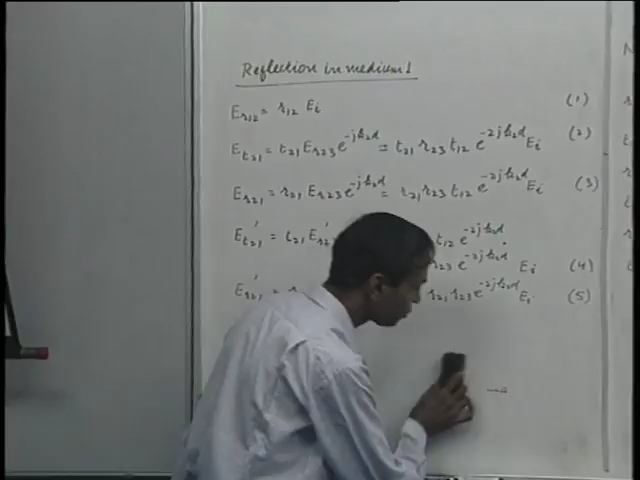 Reflection in medium 1
E_{r12} = r_{12} E_i (1)
E_{t21} = t_{21} E_{r23} e^{-jk_2d} = t_{21} r_{23} t_{12} e^{-2jk_2d} E_i (2)
E_{r21} = r_{21} E_{r23} e^{-jk_2d} = r_{21} r_{23} t_{12} e^{-2jk_2d} E_i (3)
E'_{t21} = t_{21} E'_{r2} t_{12} e^{-2jk_2d} .
r_{23} e^{-2jk_2d} E_i (4)
E'_{r21} = r_{21} r_{23} e^{-2jk_2d} E_i (5)